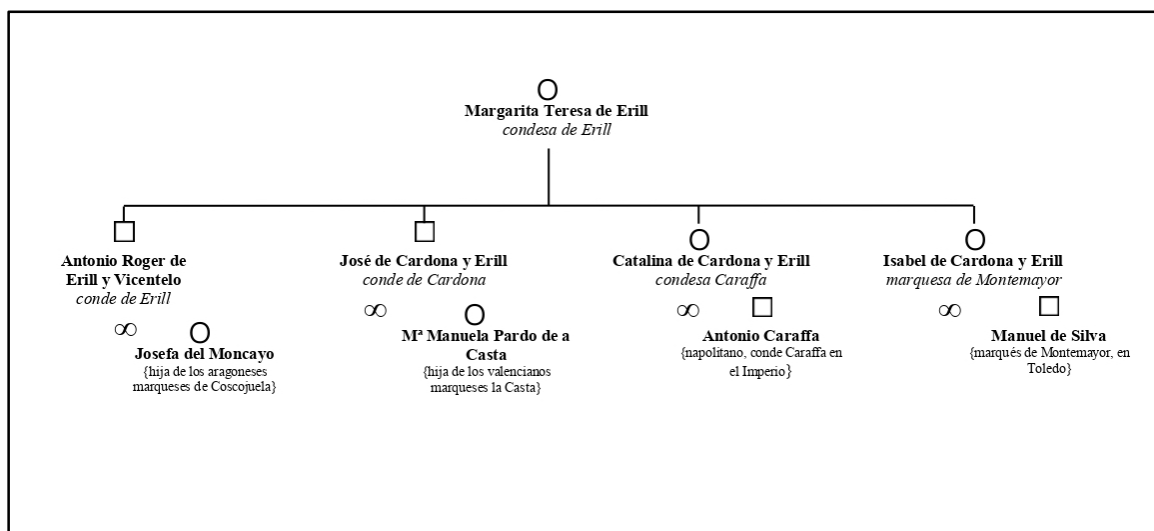 Margarita Teresa de Erill
condesa de Erill
Antonio Roger de
Erill y Vicentelo
conde de Erill
∞
Josefa del Moncayo
{hija de los aragoneses
marqueses de Coscojuela}
José de Cardona y Erill
conde de Cardona
∞
Mª Manuela Pardo de a
Casta
{hija de los valencianos
marqueses la Casta}
Catalina de Cardona y Erill
condesa Caraffa
∞
Antonio Caraffa
{napolitano, conde Caraffa en
el Imperio}
Isabel de Cardona y Erill
marquesa de Montemayor
∞
Manuel de Silva
{marqués de Montemayor, en
Toledo}